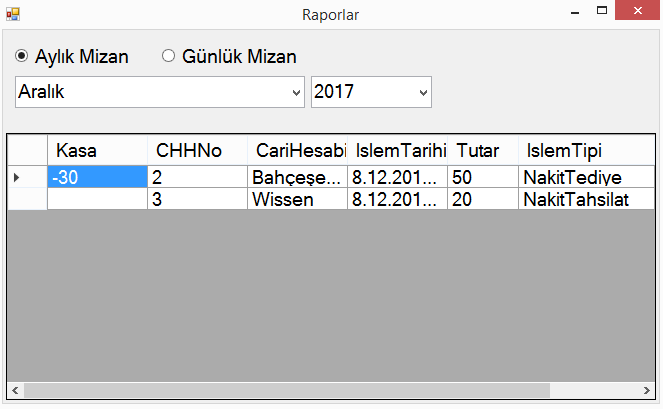 Raporlar
Aylık Mizan Günlük Mizan
Aralık 2017
Kasa CHHNo CariHesabi IslemTarihi Tutar IslemTipi
-30 2 Bahçeşe... 8.12.201... 50 NakitTediye
3 Wissen 8.12.201... 20 NakitTahsilat